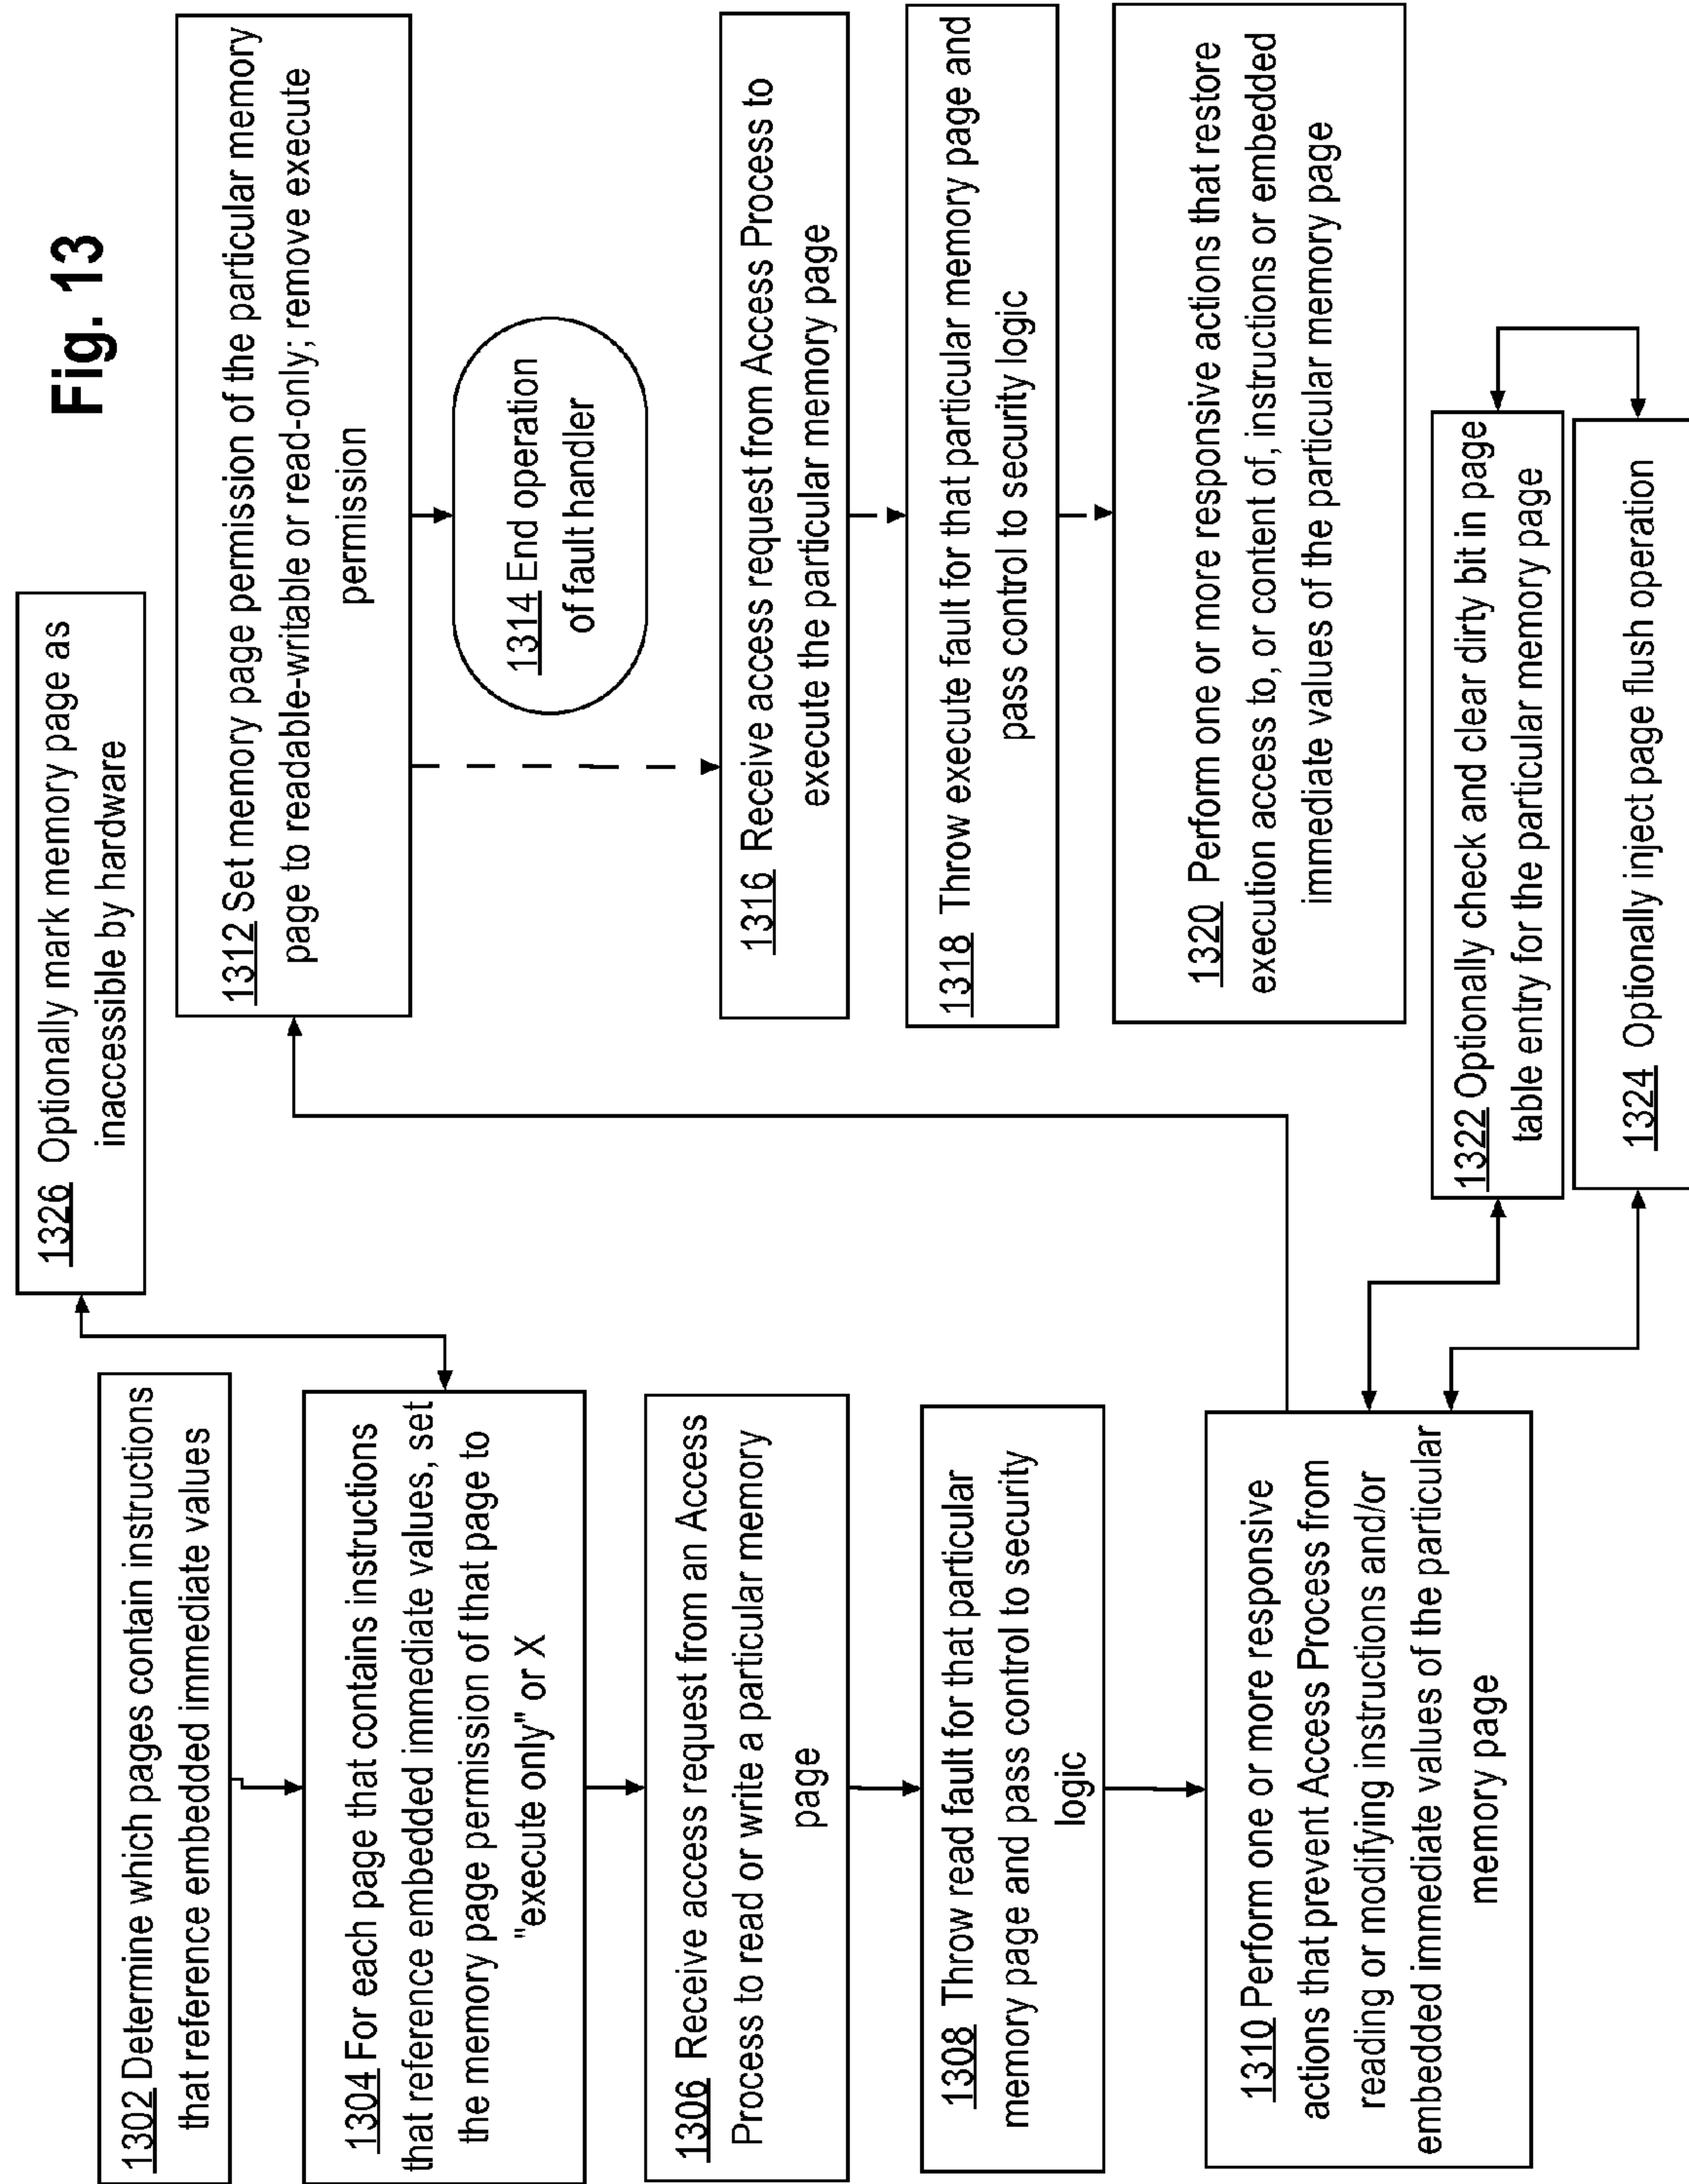 Fig. 13
1302 Determine which pages contain instructions
that reference embedded immediate values
1304 For each page that contains instructions
that reference embedded immediate values, set
the memory page permission of that page to
"execute only" or X
1306 Receive access request from an Access
Process to read or write a particular memory
page
1308 Throw read fault for that particular
memory page and pass control to security
logic
1310 Perform one or more responsive
actions that prevent Access Process from
reading or modifying instructions and/or
embedded immediate values of the particular
memory page
1326 Optionally mark memory page as
inaccessible by hardware
1312 Set memory page permission of the particular memory
page to readable-writable or read-only; remove execute
permission
1314 End operation
of fault handler
1316 Receive access request from Access Process to
execute the particular memory page
1318 Throw execute fault for that particular memory page and
pass control to security logic
1320 Perform one or more responsive actions that restore
execution access to, or content of, instructions or embedded
immediate values of the particular memory page
1322 Optionally check and clear dirty bit in page
table entry for the particular memory page
1324 Optionally inject page flush operation